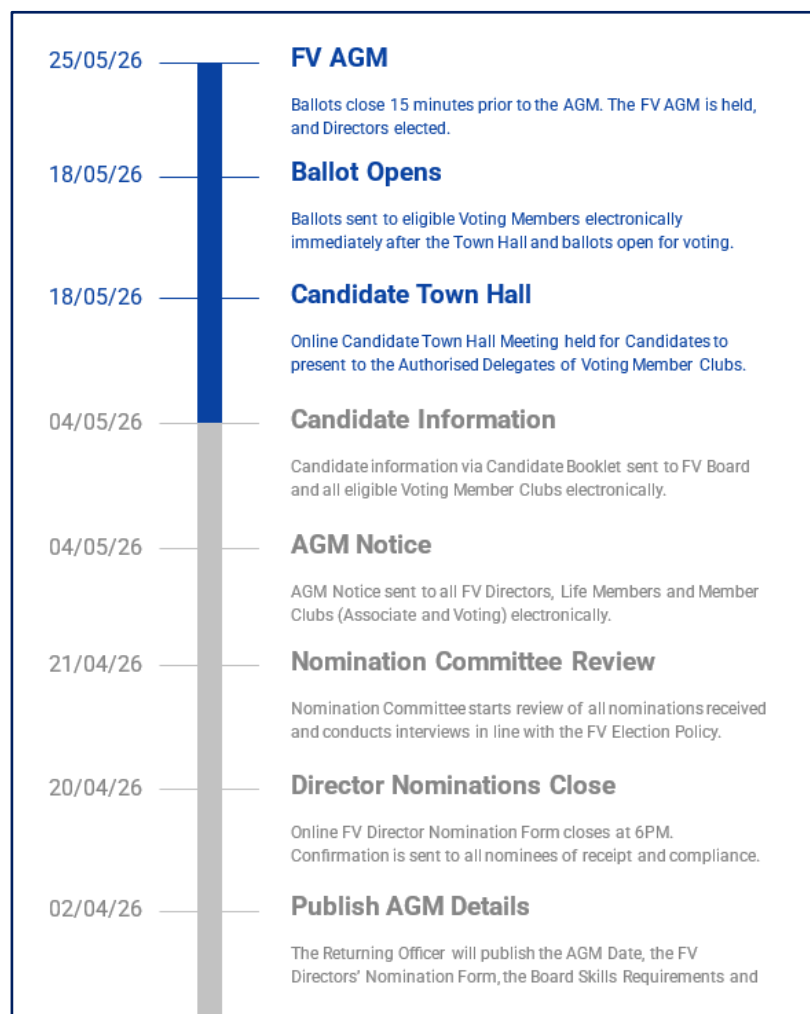 25/05/26
FV AGM
Ballots close 15 minutes prior to the AGM. The FV AGM is held,
and Directors elected.
18/05/26
Ballot Opens
Ballots sent to eligible Voting Members electronically
immediately after the Town Hall and ballots open for voting.
18/05/26
Candidate Town Hall
Online Candidate Town Hall Meeting held for Candidates to
present to the Authorised Delegates of Voting Member Clubs.
04/05/26
Candidate Information
Candidate information via Candidate Booklet sent to FV Board
and all eligible Voting Member Clubs electronically.
04/05/26
AGM Notice
AGM Notice sent to all FV Directors, Life Members and Member
Clubs (Associate and Voting) electronically.
21/04/26
Nomination Committee Review
Nomination Committee starts review of all nominations received
and conducts interviews in line with the FV Election Policy.
20/04/26
Director Nominations Close
Online FV Director Nomination Form closes at 6PM.
Confirmation is sent to all nominees of receipt and compliance.
02/04/26
Publish AGM Details
The Returning Officer will publish the AGM Date, the FV
Directors' Nomination Form, the Board Skills Requirements and